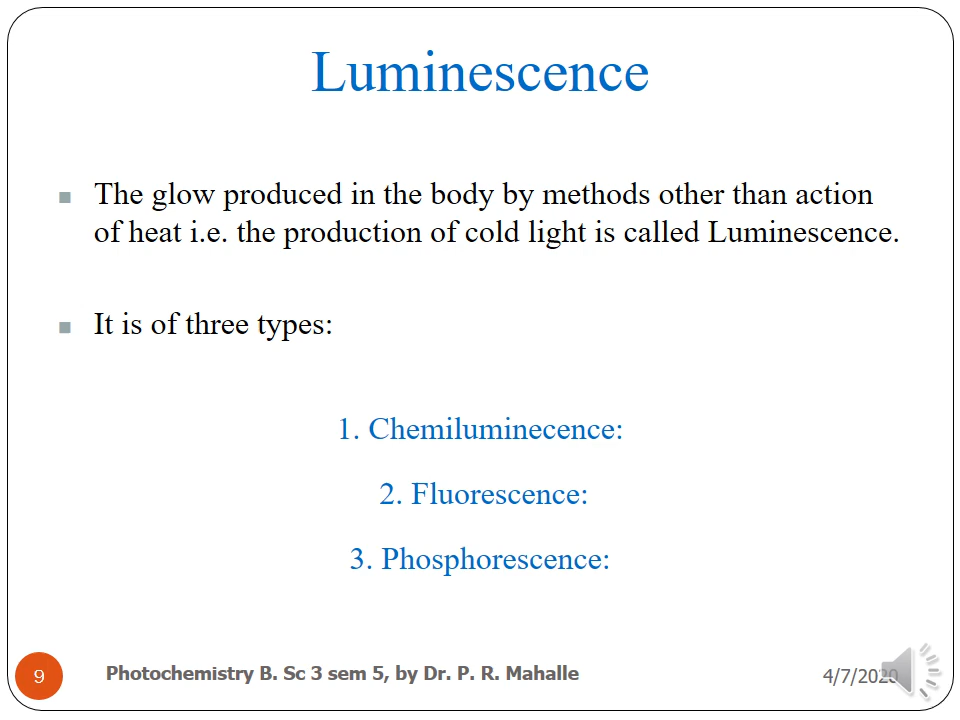 Luminescence
The glow produced in the body by methods other than action
of heat i.e. the production of cold light is called Luminescence.
It is of three types:
1. Chemiluminecence:
2. Fluorescence:
3. Phosphorescence:
9
Photochemistry B. Sc 3 sem 5, by Dr. P. R. Mahalle
4/7/2020